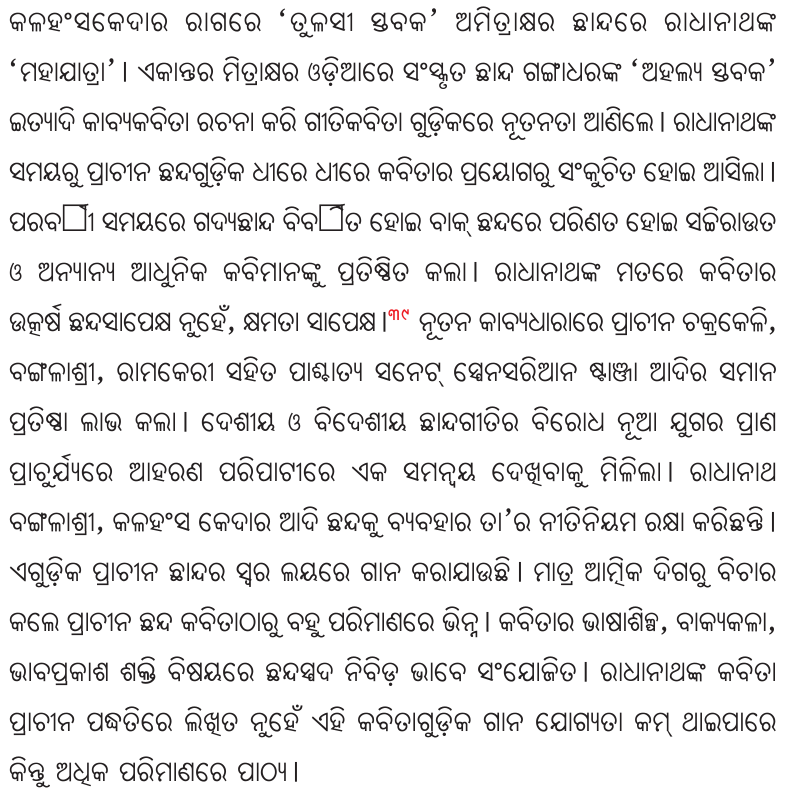 କଳହଂସକେଦାର ରାଗରେ ‘ତୁଳସୀ ସ୍ତବକ’ ଅମିତ୍ରାକ୍ଷର ଛାନ୍ଦରେ ରାଧାନାଥଙ୍କ
‘ମହାଯାତ୍ରା’। ଏକାନ୍ତର ମିତ୍ରାକ୍ଷର ଓଡ଼ିଆରେ ସଂସ୍କୃତ ଛାନ୍ଦ ଗଙ୍ଗାଧରଙ୍କ ‘ଅହଲ୍ୟ ସ୍ତବକ’
ଇତ୍ୟାଦି କାବ୍ୟକବିତା ରଚନା କରି ଗୀତିକବିତା ଗୁଡ଼ିକରେ ନୂତନତା ଆଣିଲେ। ରାଧାନାଥଙ୍କ
ସମୟରୁ ପ୍ରାଚୀନ ଛନ୍ଦଗୁଡ଼ିକ ଧୀରେ ଧୀରେ କବିତାର ପ୍ରୟୋଗରୁ ସଂକୁଚିତ ହୋଇ ଆସିଲା।
ସମୟରେ ଗଦ୍ୟଛାନ୍ଦ ହୋଇ ବାକ୍ ଛନ୍ଦରେ ପରିଣତ ହୋଇ ସଚ୍ଚିରାଉତ
ଓ ଅନ୍ୟାନ୍ୟ ଆଧୁନିକ କବିମାନଙ୍କୁ ପ୍ରତିଷ୍ଠିତ କଲା। ରାଧାନାଥଙ୍କ ମତରେ କବିତାର
ଉତ୍କର୍ଷ ଛନ୍ଦସାପେକ୍ଷ ନୁହେଁ, କ୍ଷମତା ସାପେକ୍ଷ।୩୯ ନୂତନ କାବ୍ୟଧାରାରେ ପ୍ରାଚୀନ ଚକ୍ରକେଳି,
ବଙ୍ଗଳାଶ୍ରୀ, ରାମକେରୀ ସହିତ ପାଶ୍ଚାତ୍ୟ ସନେଟ୍ ସ୍ପେନସରିଆନ ଷ୍ଟାଞ୍ଜା ଆଦିର ସମାନ
ପ୍ରତିଷ୍ଠା ଲାଭ କଲା। ଦେଶୀୟ ଓ ବିଦେଶୀୟ ଛାନ୍ଦଗୀତିର ବିରୋଧ ନୂଆ ଯୁଗର ପ୍ରାଣ
ପ୍ରାଚୁର୍ଯ୍ୟରେ ଆହରଣ ପରିପାଟୀରେ ଏକ ସମନ୍ୱୟ ଦେଖିବାକୁ ମିଳିଲା। ରାଧାନାଥ
ବଙ୍ଗଳାଶ୍ରୀ, କଳହଂସ କେଦାର ଆଦି ଛନ୍ଦକୁ ବ୍ୟବହାର ତା’ର ନୀତିନିୟମ ରକ୍ଷା କରିଛନ୍ତି।
ଏଗୁଡ଼ିକ ପ୍ରାଚୀନ ଛାନ୍ଦର ସ୍ୱର ଲୟରେ ଗାନ କରାଯାଉଛି। ମାତ୍ର ଆତ୍ମିକ ଦିଗରୁ ବିଚାର
କଲେ ପ୍ରାଚୀନ ଛନ୍ଦ କବିତାଠାରୁ ବହୁ ପରିମାଣରେ ଭିନ୍ନ। କବିତାର ଭାଷାଶିଳ୍ପ, ବାକ୍ୟକଳା,
ଭାବପ୍ରକାଶ ଶକ୍ତି ବିଷୟରେ ଛନ୍ଦସ୍ପଦ ନିବିଡ଼ ଭାବେ ସଂଯୋଜିତ। ରାଧାନାଥଙ୍କ କବିତା
ପ୍ରାଚୀନ ପଦ୍ଧତିରେ ଲିଖିତ ନୁହେଁ ଏହି କବିତାଗୁଡ଼ିକ ଗାନ ଯୋଗ୍ୟତା କମ୍ ଥାଇପାରେ
କିନ୍ତୁ ଅଧିକ ପରିମାଣରେ ପାଠ୍ୟ।